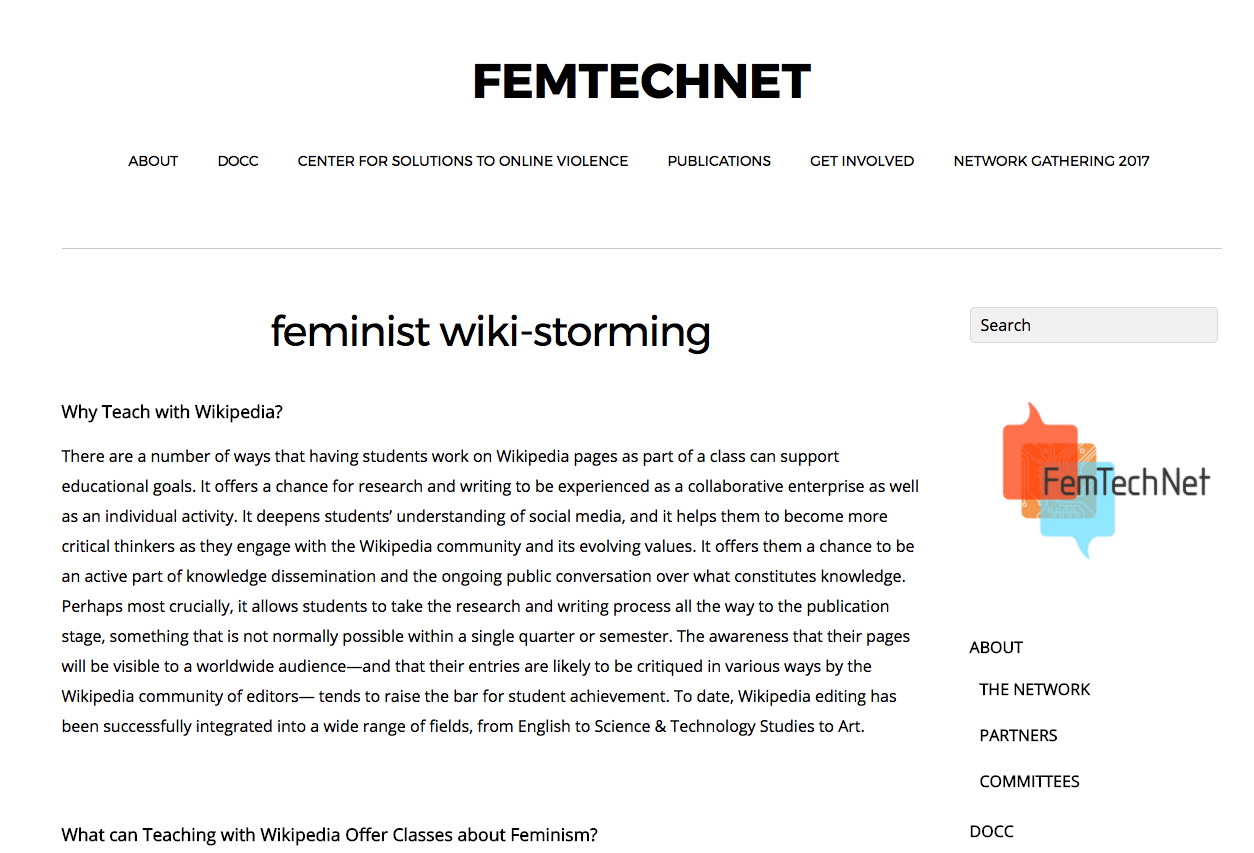 FEMTECHNET
ABOUT DOCC CENTER FOR SOLUTIONS TO ONLINE VIOLENCE PUBLICATIONS GET INVOLVED NETWORK GATHERING 2017
feminist wiki-storming
Why Teach with Wikipedia?
There are a number of ways that having students work on Wikipedia pages as part of a class can support
educational goals. It offers a chance for research and writing to be experienced as a collaborative enterprise as well
as an individual activity. It deepens students’ understanding of social media, and it helps them to become more
critical thinkers as they engage with the Wikipedia community and its evolving values. It offers them a chance to be
an active part of knowledge dissemination and the ongoing public conversation over what constitutes knowledge.
Perhaps most crucially, it allows students to take the research and writing process all the way to the publication
stage, something that is not normally possible within a single quarter or semester. The awareness that their pages
will be visible to a worldwide audience—and that their entries are likely to be critiqued in various ways by the
Wikipedia community of editors— tends to raise the bar for student achievement. To date, Wikipedia editing has
been successfully integrated into a wide range of fields, from English to Science & Technology Studies to Art.
What can Teaching with Wikipedia Offer Classes about Feminism?
Search
FemTechNet
ABOUT
THE NETWORK
PARTNERS
COMMITTEES
DOCC